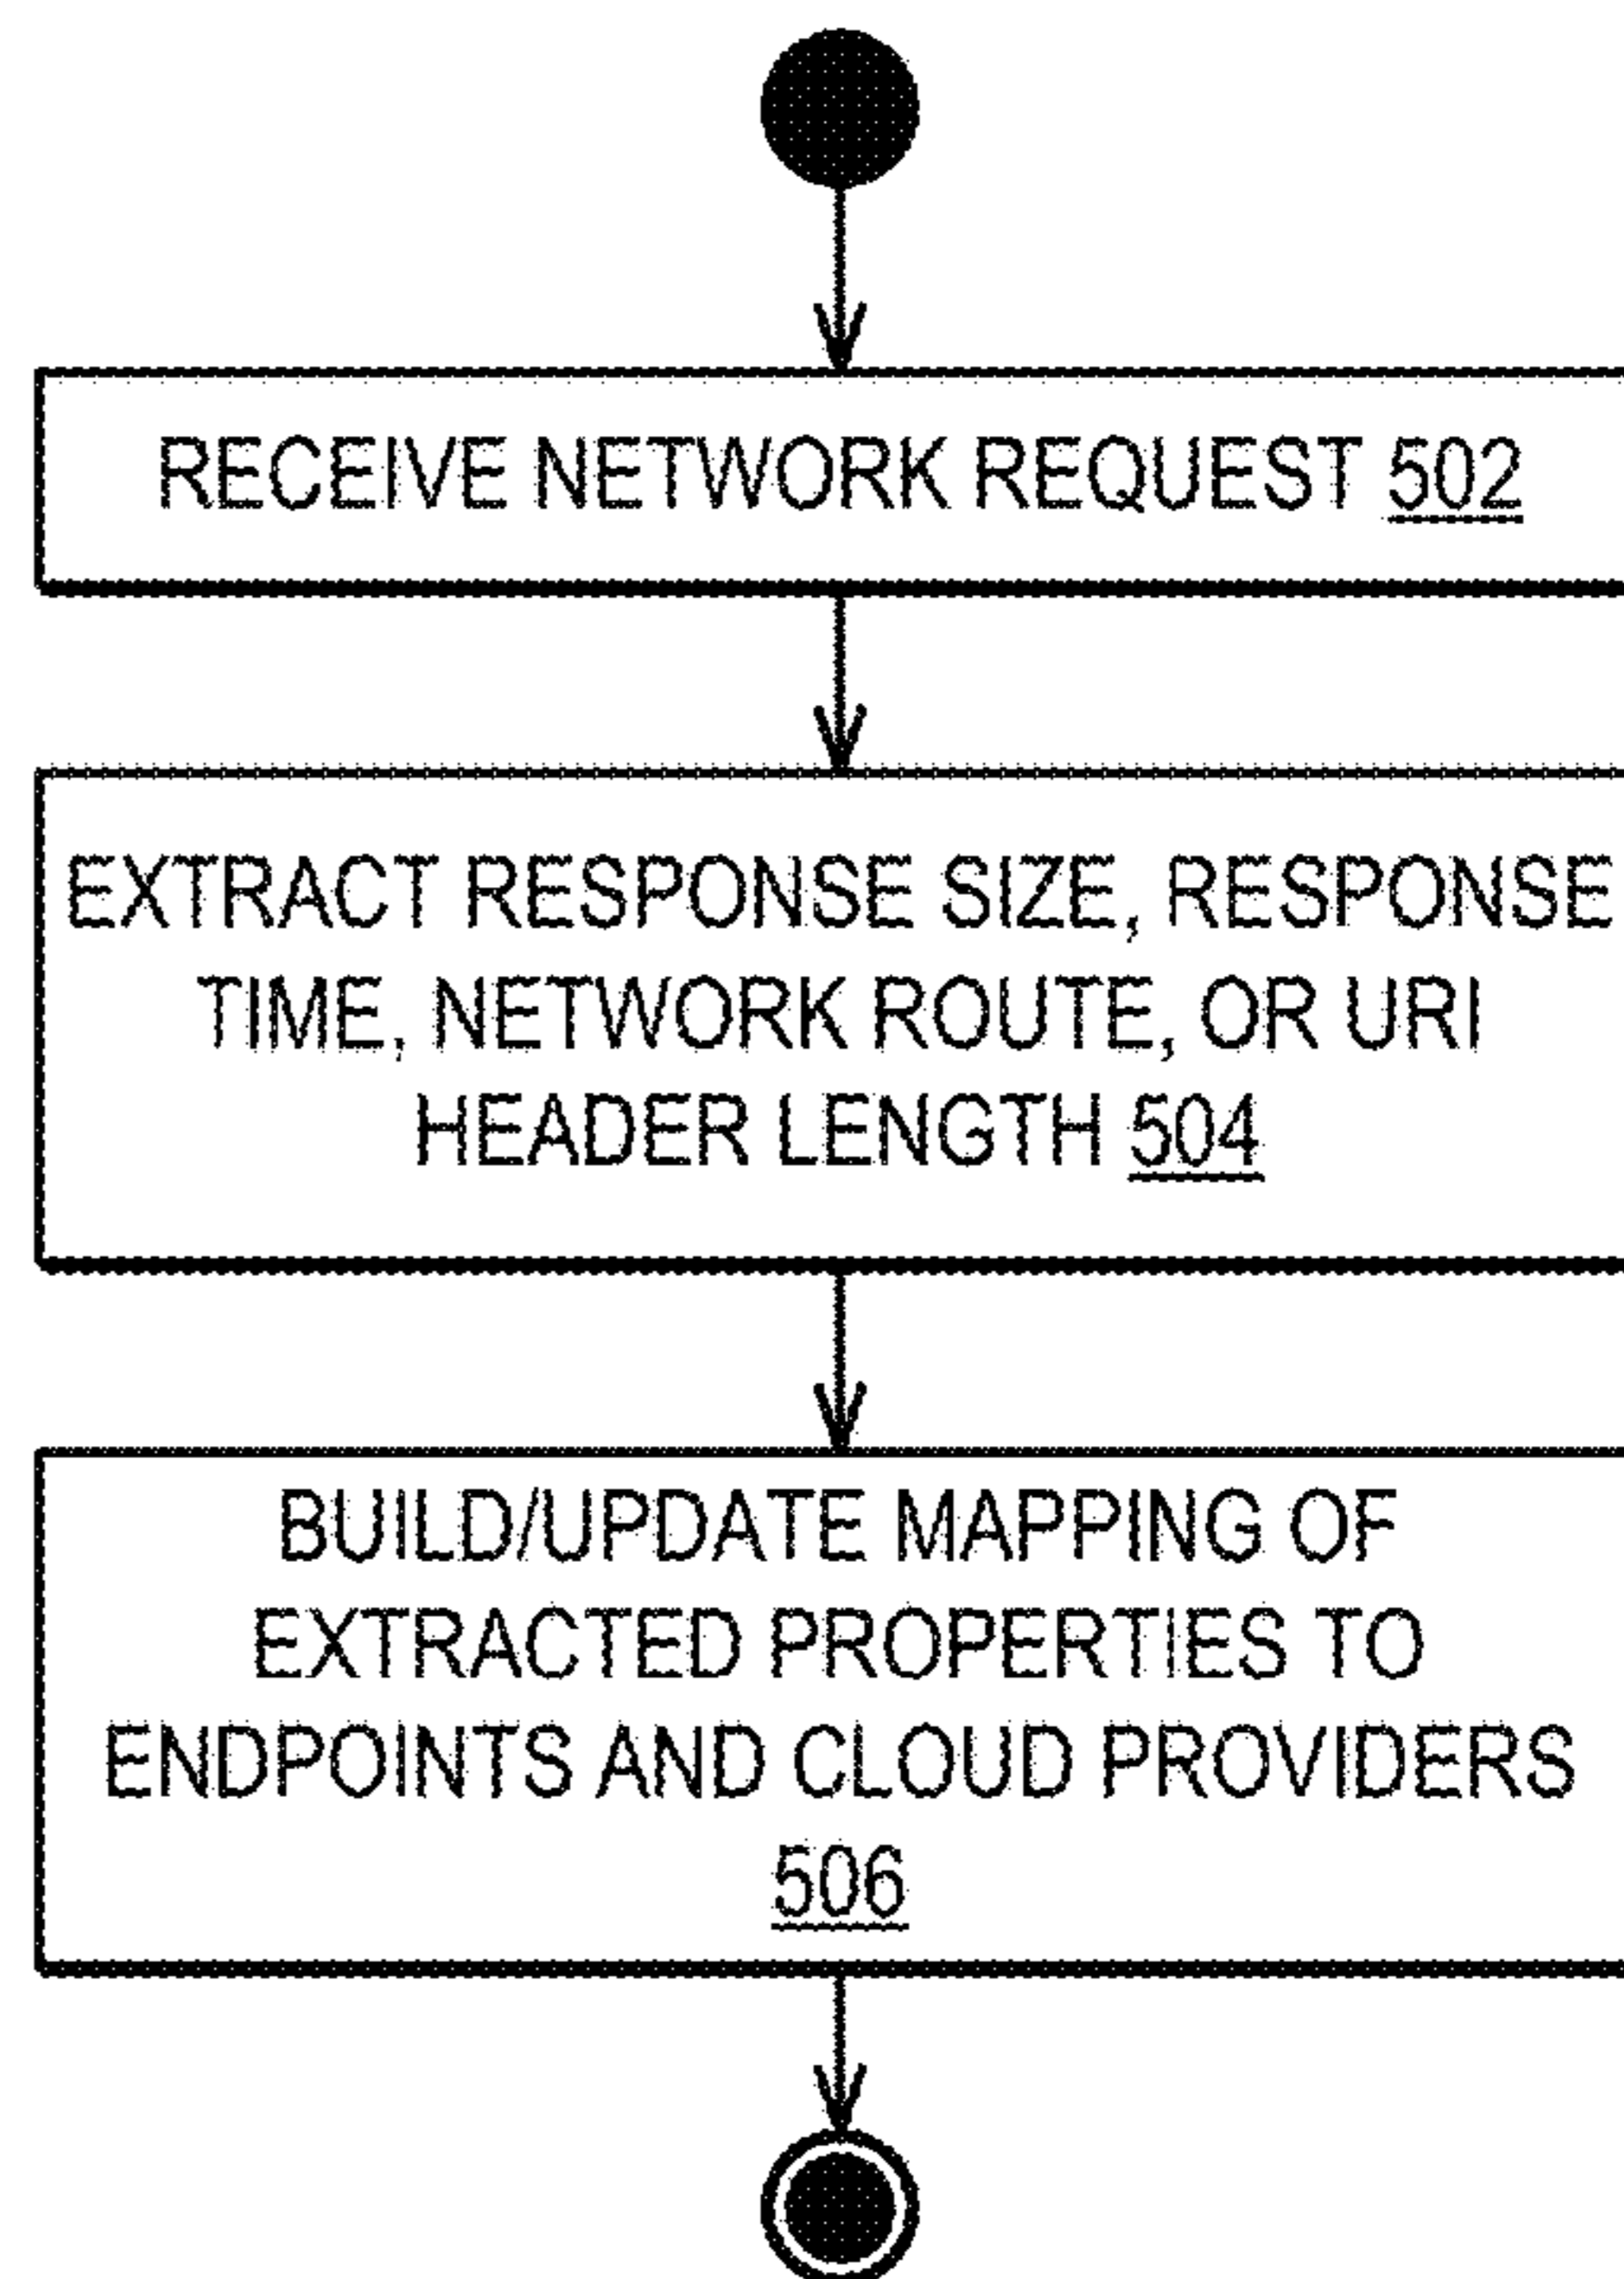 RECEIVE NETWORK REQUEST 502
EXTRACT RESPONSE SIZE, RESPONSE
TIME, NETWORK ROUTE, OR URI
HEADER LENGTH 504
BUILD/UPDATE MAPPING OF
EXTRACTED PROPERTIES TO
ENDPOINTS AND CLOUD PROVIDERS
506